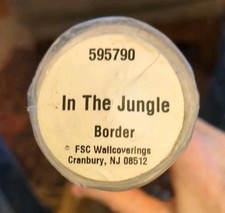 595790
In The Jungle
Border
© FSC Wallcoverings
Cranbury, NJ 08512